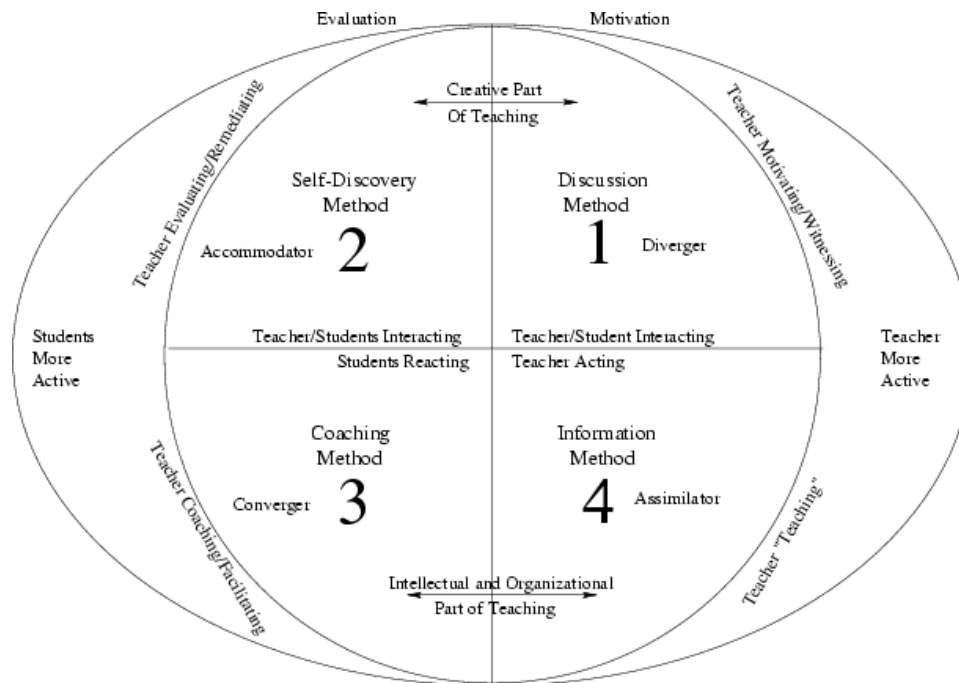 Evaluation
Motivation
Creative Part
Of Teaching
Teacher Evaluating/Remediating
Teacher Motivating/Witnessing
Self-Discovery
Method
2
Accommodator
Discussion
Method
1
Diverger
Students
More
Active
Teacher/Students Interacting
Students Reacting
Teacher/Student Interacting
Teacher Acting
Teacher
More
Active
Coaching
Method
3
Converger
Information
Method
4
Assimilator
Teacher Coaching/Facilitating
Teacher "Teaching"
Intellectual and Organizational
Part of Teaching